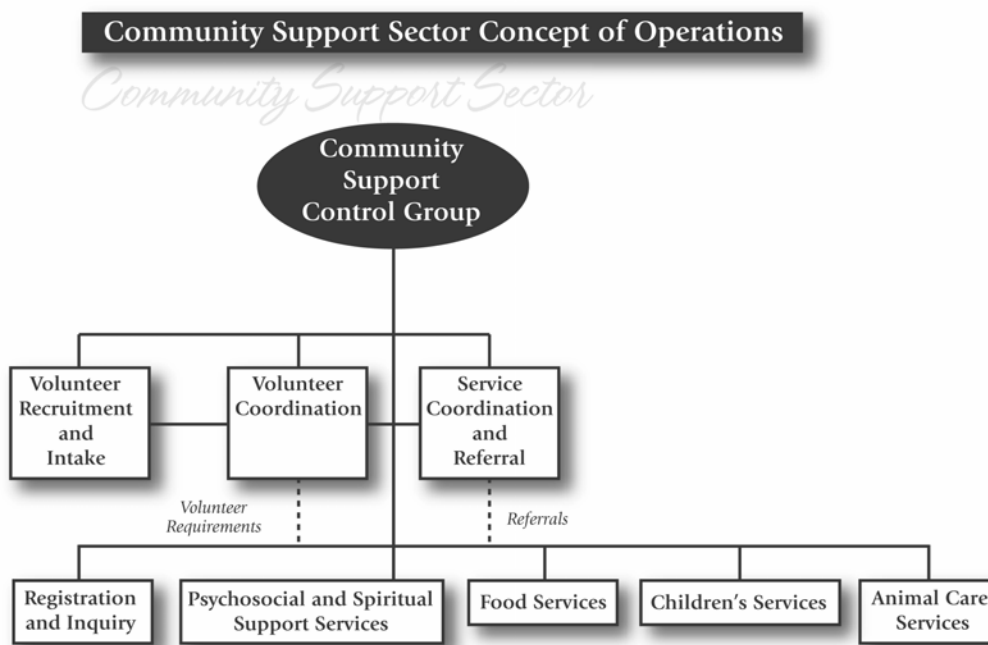 Community Support Sector Concept of Operations
Community Support Sector
Community
Support
Control Group
Volunteer
Recruitment
and
Intake
Volunteer
Coordination
Service
Coordination
and
Referral
Volunteer
Requirements
Referrals
Registration
and Inquiry
Psychosocial and Spiritual
Support Services
Food Services
Children's Services
Animal Care
Services